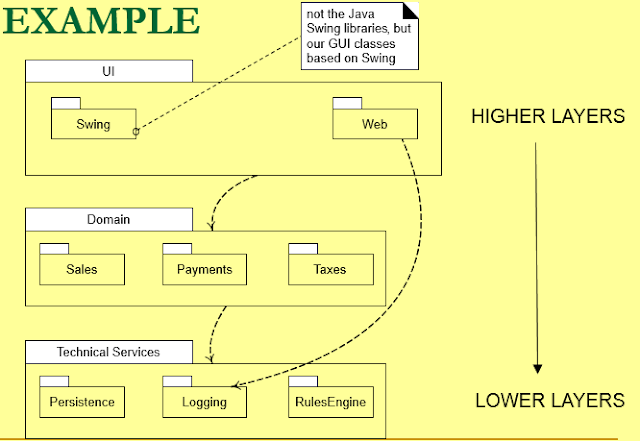 EXAMPLE
not the Java
Swing libraries, but
our GUI classes
based on Swing
UI
Swing
Web
HIGHER LAYERS
Domain
Sales
Payments
Taxes
Technical Services
Persistence
Logging
RulesEngine
LOWER LAYERS